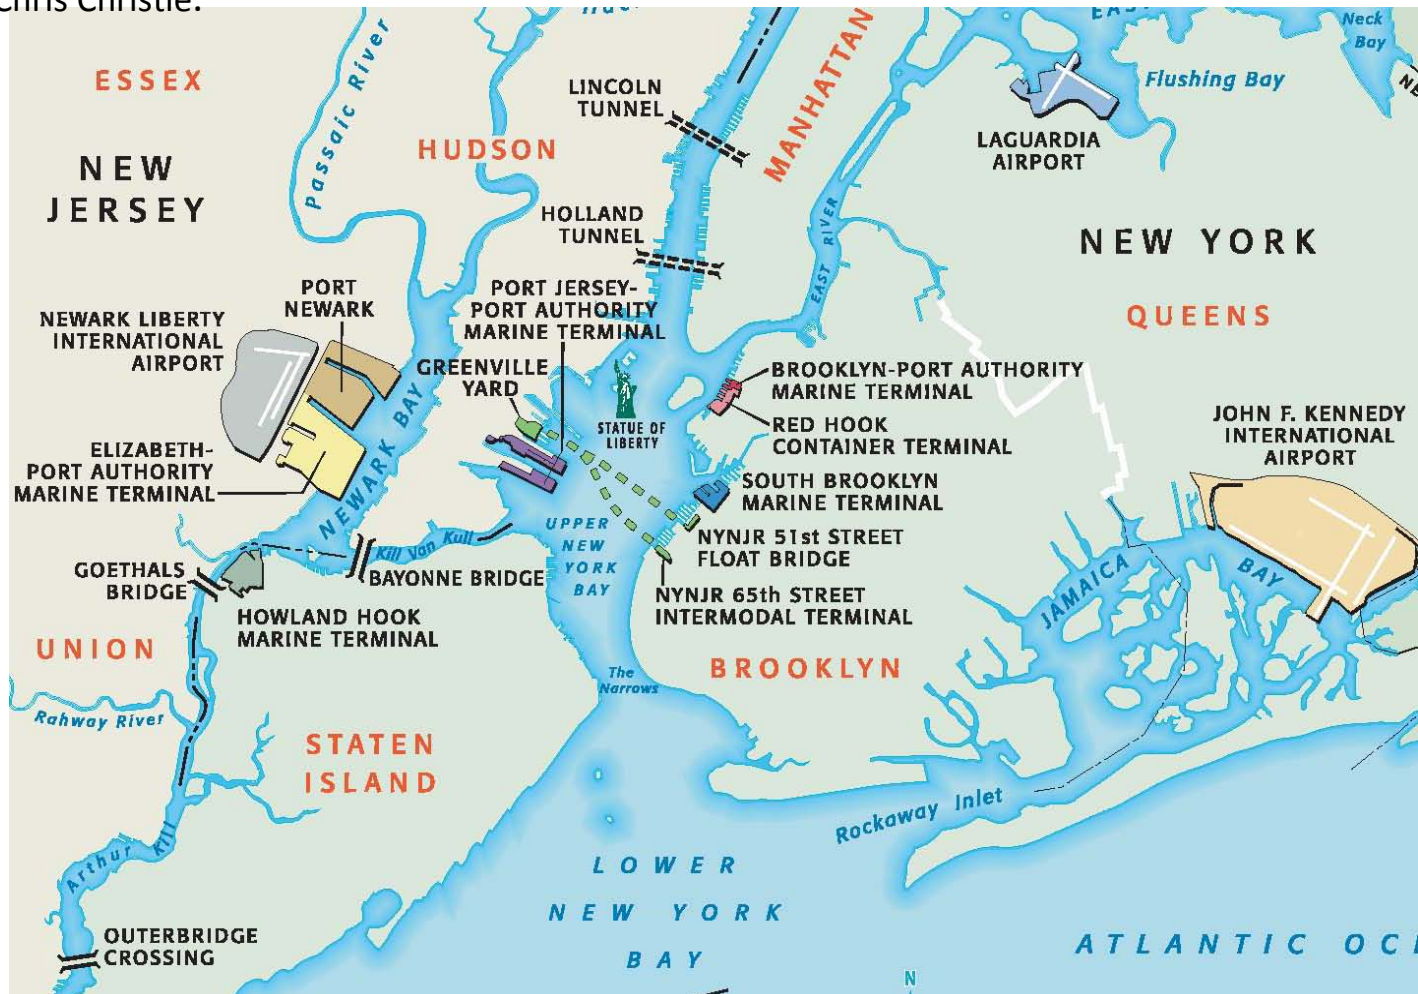 Chris Christie.
ESSEX
NEW
JERSEY
Passaic River
HUDSON
LINCOLN
TUNNEL
MANHATTAN
EAST
Neck
Bay
Flushing Bay
LAGUARDIA
AIRPORT
HOLLAND
TUNNEL
EAST RIVER
NEW YORK
QUEENS
PORT
NEWARK
PORT JERSEY-
PORT AUTHORITY
MARINE TERMINAL
NEWARK LIBERTY
INTERNATIONAL
AIRPORT
GREENVILLE
YARD
STATUE OF
LIBERTY
BROOKLYN-PORT AUTHORITY
MARINE TERMINAL
RED HOOK
CONTAINER TERMINAL
JOHN F. KENNEDY
INTERNATIONAL
AIRPORT
ELIZABETH-
PORT AUTHORITY
MARINE TERMINAL
NEWARK BAY
SOUTH BROOKLYN
MARINE TERMINAL
UPPER
NEW
YORK
BAY
NYNJR 51st STREET
FLOAT BRIDGE
Kill Van Kull
BAYONNE BRIDGE
GOETHALS
BRIDGE
NYNJR 65th STREET
INTERMODAL TERMINAL
JAMAICA BAY
HOWLAND HOOK
MARINE TERMINAL
UNION
The
Narrows
BROOKLYN
Rahway River
STATEN
ISLAND
Rockaway Inlet
Arthur Kill
LOWER
NEW YORK
BAY
OUTERBRIDGE
CROSSING
ATLANTIC OC
N